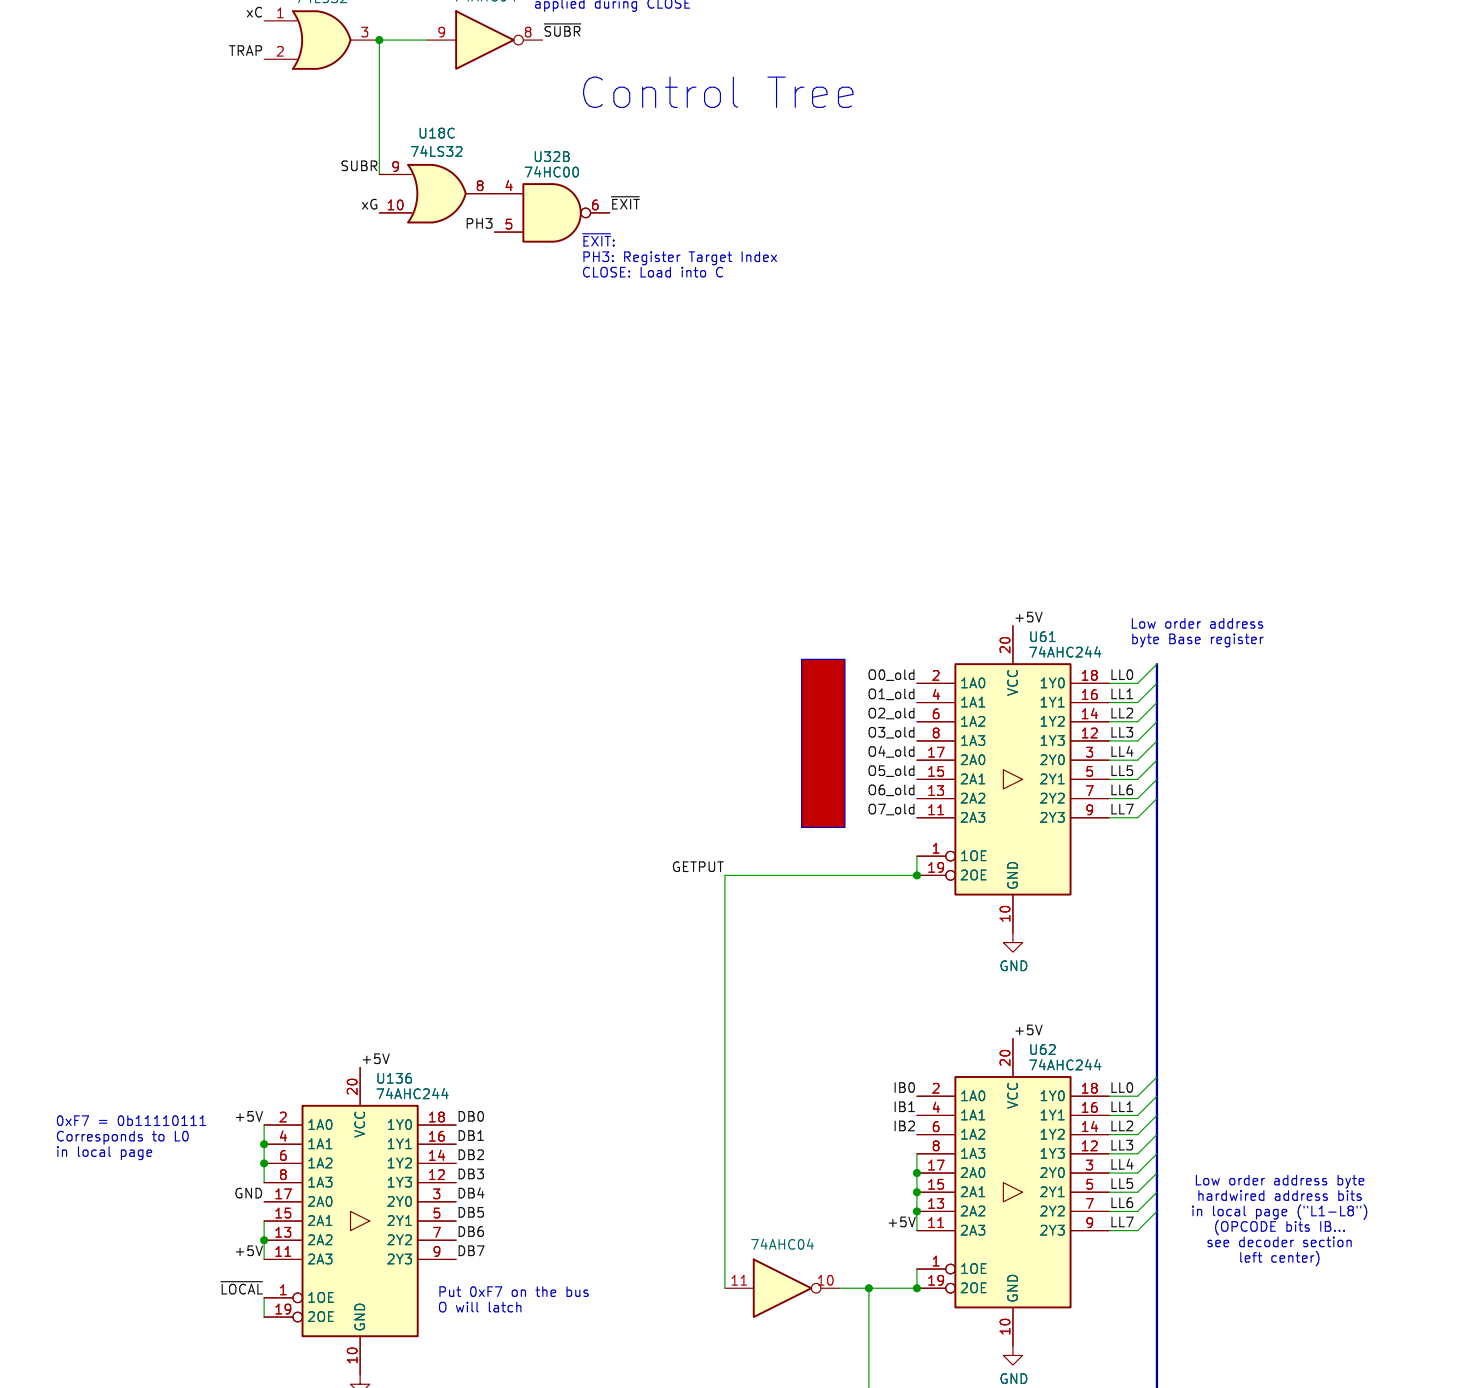 74LS32
74AHC04
applied during CLOSE
xC 1
TRAP 2
3
9
8 SUBR
Control Tree
U18C
74LS32
SUBR 9
xG 10
8
U32B
74HC00
4
PH3 5
6 EXIT
EXIT:
PH3: Register Target Index
CLOSE: Load into C
+5V
20
U61
74AHC244
Low order address
byte Base register
VCC
O0_old 2 1A0 1Y0 18 LL0
O1_old 4 1A1 1Y1 16 LL1
O2_old 6 1A2 1Y2 14 LL2
O3_old 8 1A3 1Y3 12 LL3
O4_old 17 2A0 2Y0 3 LL4
O5_old 15 2A1 2Y1 5 LL5
O6_old 13 2A2 2Y2 7 LL6
O7_old 11 2A3 2Y3 9 LL7
1 1OE
GETPUT 19 2OE
GND
10
GND
+5V
20
U62
74AHC244
VCC
IB0 2 1A0 1Y0 18 LL0
IB1 4 1A1 1Y1 16 LL1
IB2 6 1A2 1Y2 14 LL2
8 1A3 1Y3 12 LL3
17 2A0 2Y0 3 LL4
15 2A1 2Y1 5 LL5
13 2A2 2Y2 7 LL6
+5V 11 2A3 2Y3 9 LL7
1 1OE
19 2OE
GND
10
GND
Low order address byte
hardwired address bits
in local page ("L1-L8")
(OPCODE bits IB...
see decoder section
left center)
74AHC04
11
10
+5V
20
U136
74AHC244
VCC
0xF7 = 0b11110111
Corresponds to L0
in local page
+5V 2 1A0 1Y0 18 DB0
4 1A1 1Y1 16 DB1
6 1A2 1Y2 14 DB2
8 1A3 1Y3 12 DB3
GND 17 2A0 2Y0 3 DB4
15 2A1 2Y1 5 DB5
13 2A2 2Y2 7 DB6
+5V 11 2A3 2Y3 9 DB7
LOCAL 1 1OE
19 2OE
GND
10
Put 0xF7 on the bus
O will latch